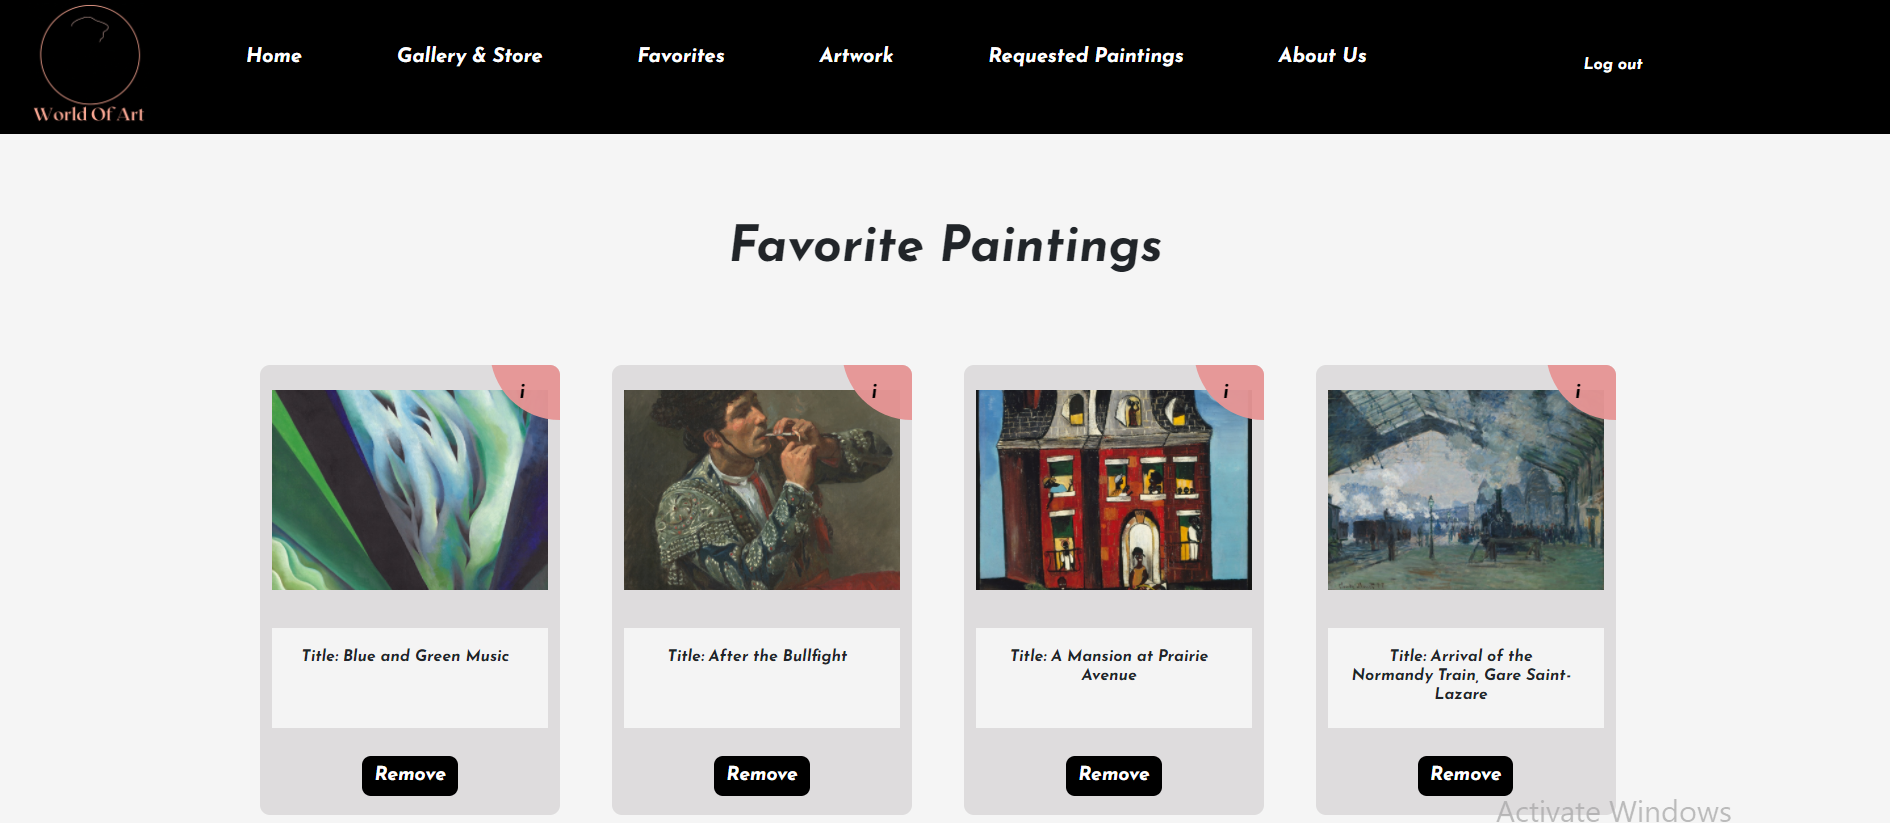 World Of Art
Home
Gallery & Store
Favorites
Artwork
Requested Paintings
About Us
Log out
Favorite Paintings
i
i
i
i
Title: Blue and Green Music
Title: After the Bullfight
Title: A Mansion at Prairie
Avenue
Title: Arrival of the
Normandy Train, Gare Saint-
Lazare
Remove
Remove
Remove
Remove
Activate Windows